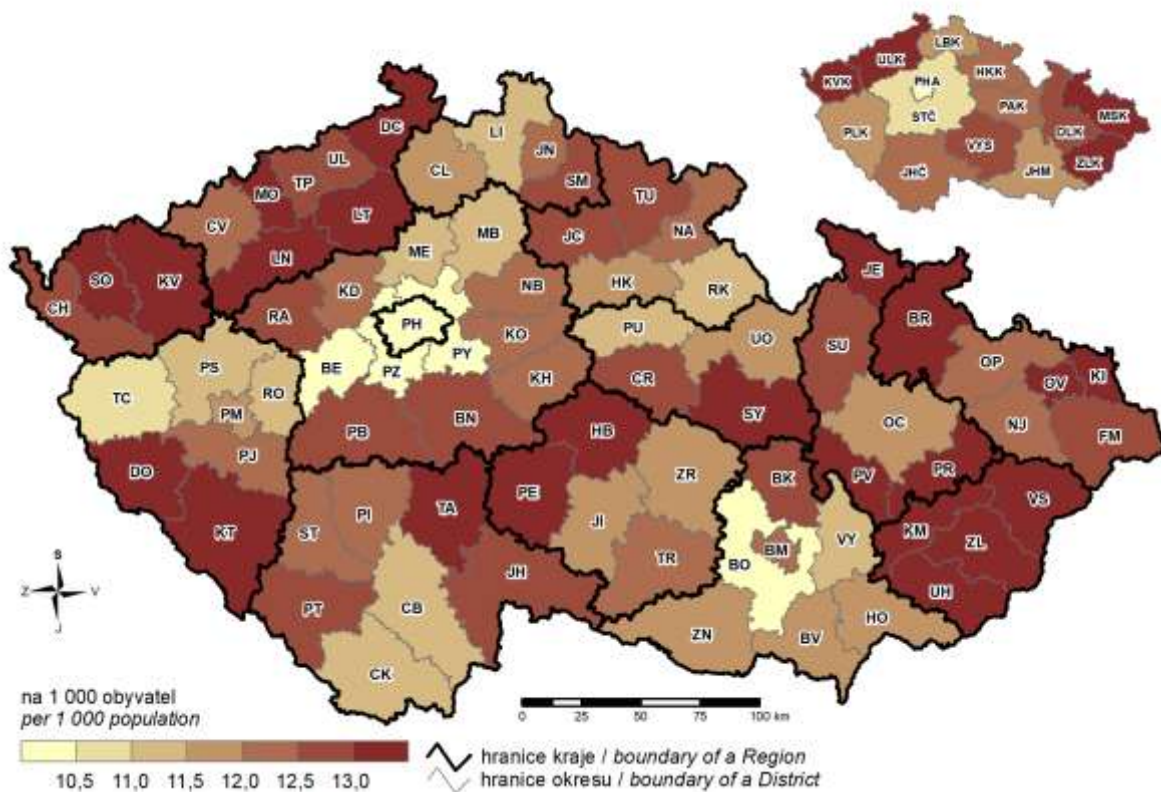 LBK
ULK
KVK
HKK
PHA
PAK
STČ
MSK
PLK
OLK
VYS
ZLK
JHČ
JHM
DC
LI
UL
JN
CL
TP
MO
SM
TU
LT
CV
MB
NA
JC
ME
LN
SO
KV
JE
KD
NB
HK
RK
CH
RA
BR
PH
PU
KO
UO
SU
PS
BE
PY
OP
PZ
KI
TC
RO
KH
CR
OV
PM
SY
OC
NJ
PB
BN
HB
FM
PJ
DO
ZR
BK
PV
PR
PE
VS
TA
PI
JI
KT
ST
KM
VY
ZL
BM
TR
BO
JH
UH
PT
CB
HO
ZN
BV
CK
S
Z V
J
na 1 000 obyvatel
per 1 000 population
10,5 11,0 11,5 12,0 12,5 13,0
0 25 50 75 100 km
hranice kraje / boundary of a Region
hranice okresu / boundary of a District